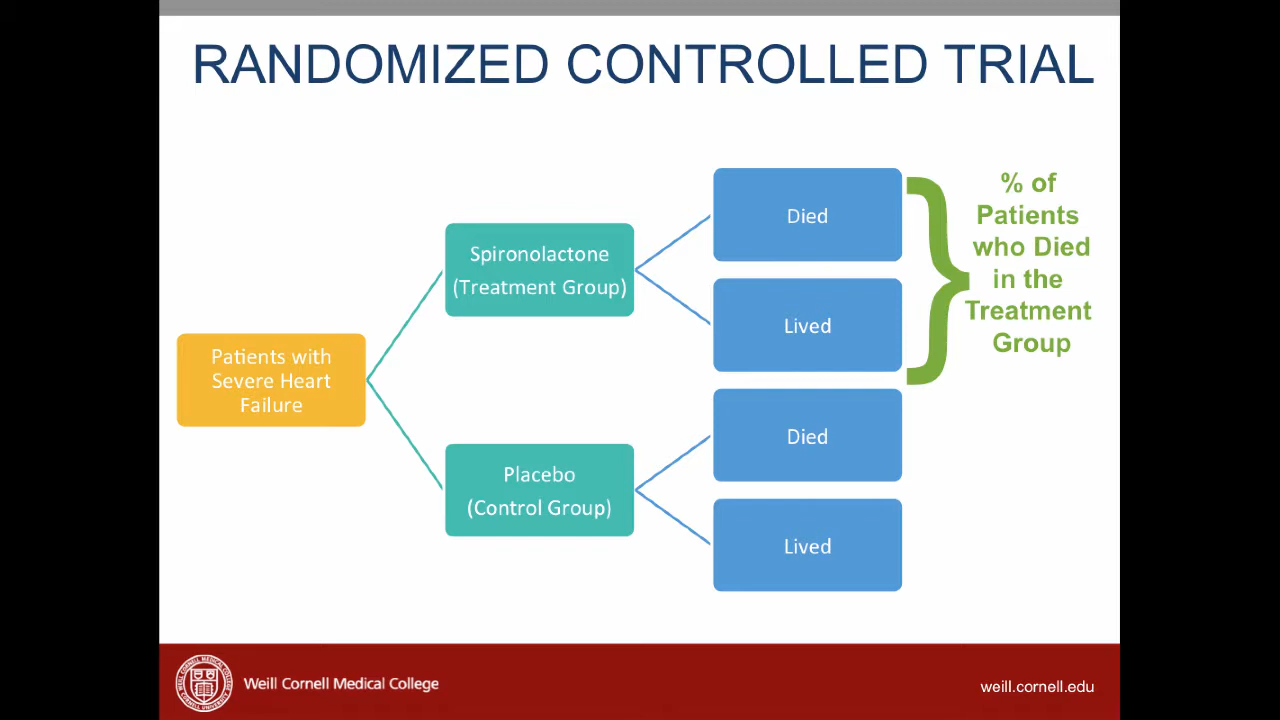 RANDOMIZED CONTROLLED TRIAL
Patients with
Severe Heart
Failure
Spironolactone
(Treatment Group)
Placebo
(Control Group)
Died
Lived
Died
Lived
% of
Patients
who Died
in the
Treatment
Group
Weill Cornell Medical College
weill.cornell.edu